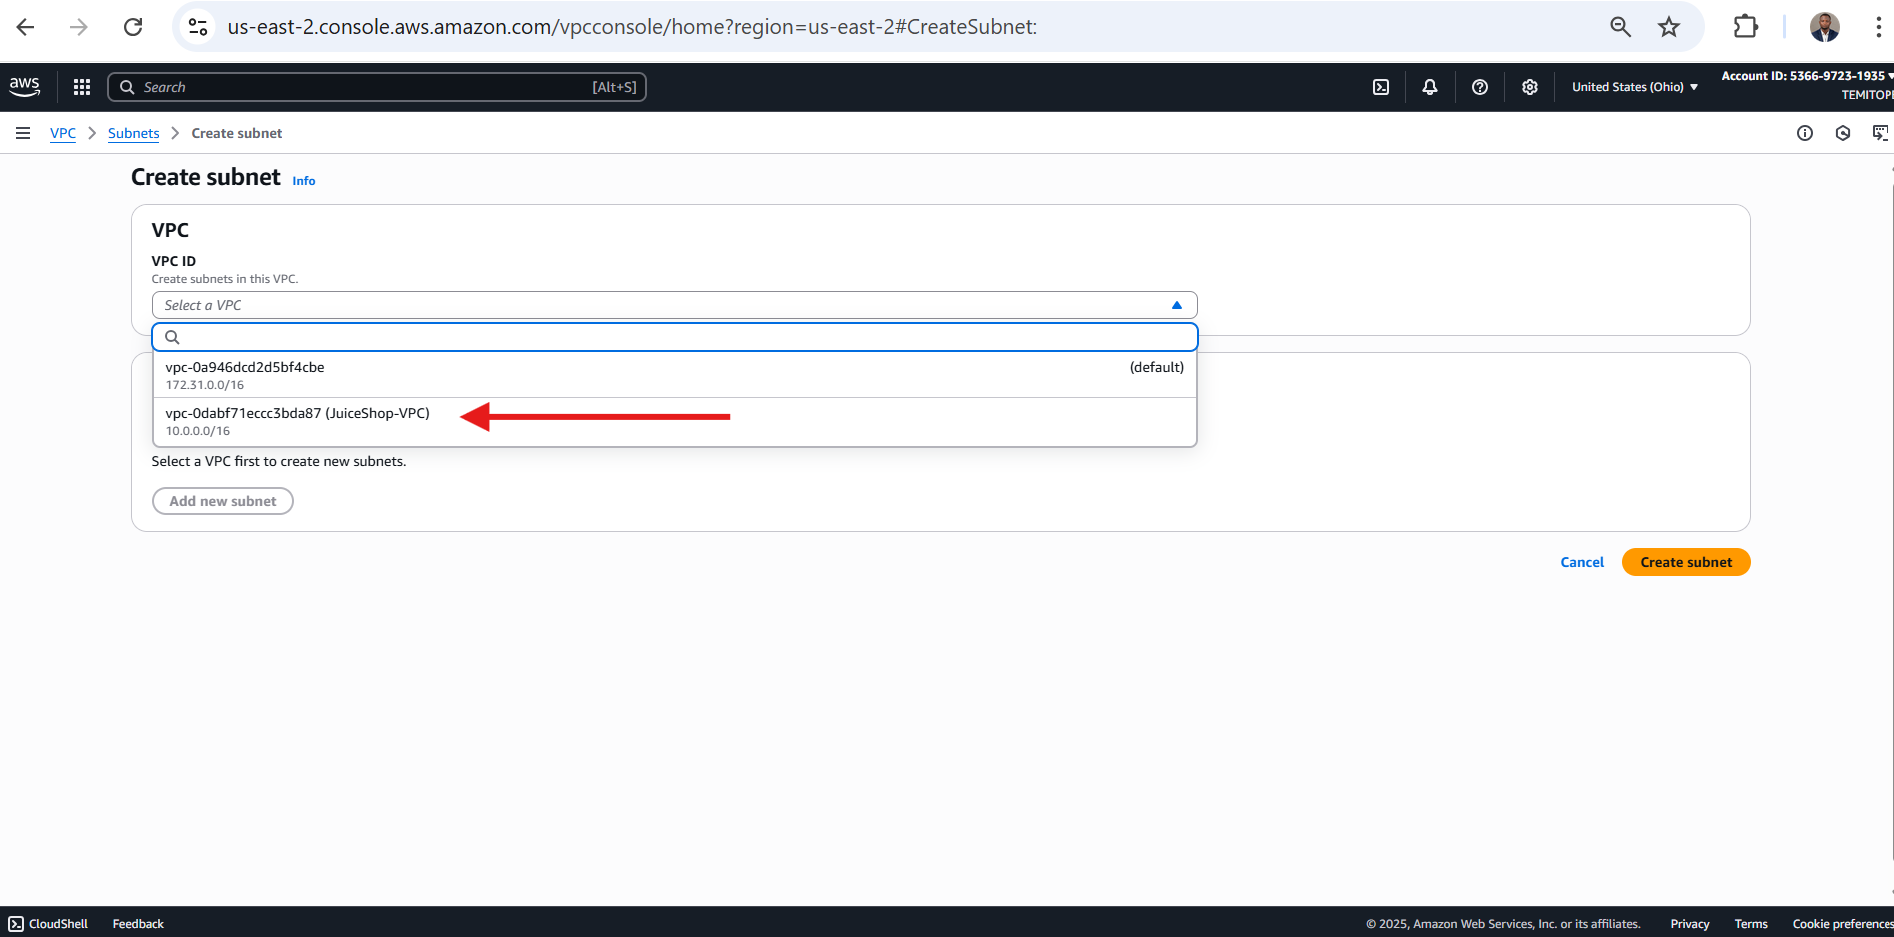 us-east-2.console.aws.amazon.com/vpcconsole/home?region=us-east-2#CreateSubnet:
aws
Search
[Alt+S]
United States (Ohio)
Account ID: 5366-9723-1935
TEMITOP
VPC
Subnets
Create subnet
Create subnet
Info
VPC
VPC ID
Create subnets in this VPC.
Select a VPC
vpc-0a946dcd2d5bf4cbe
(default)
172.31.0.0/16
vpc-0dabf71eccc3bda87 (JuiceShop-VPC)
10.0.0.0/16
Select a VPC first to create new subnets.
Add new subnet
Cancel
Create subnet
CloudShell
Feedback
© 2025, Amazon Web Services, Inc. or its affiliates.
Privacy
Terms
Cookie preferences